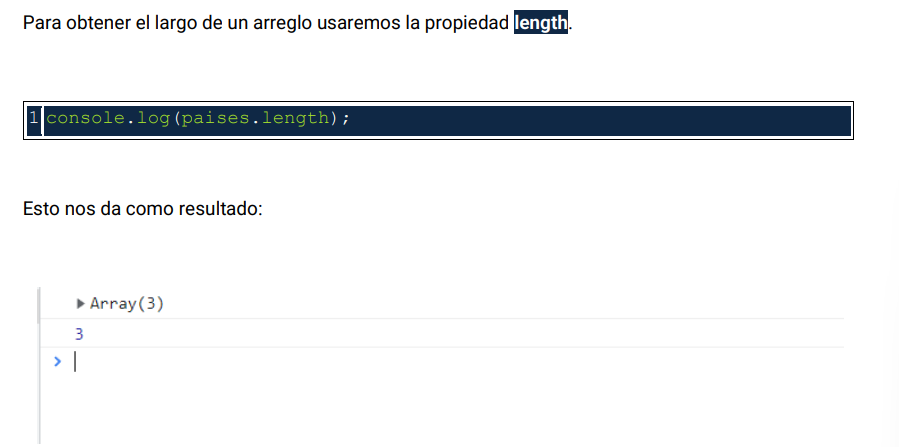 Para obtener el largo de un arreglo usaremos la propiedad length.
1 console.log(paises.length);
Esto nos da como resultado:
▶ Array(3)
3
>